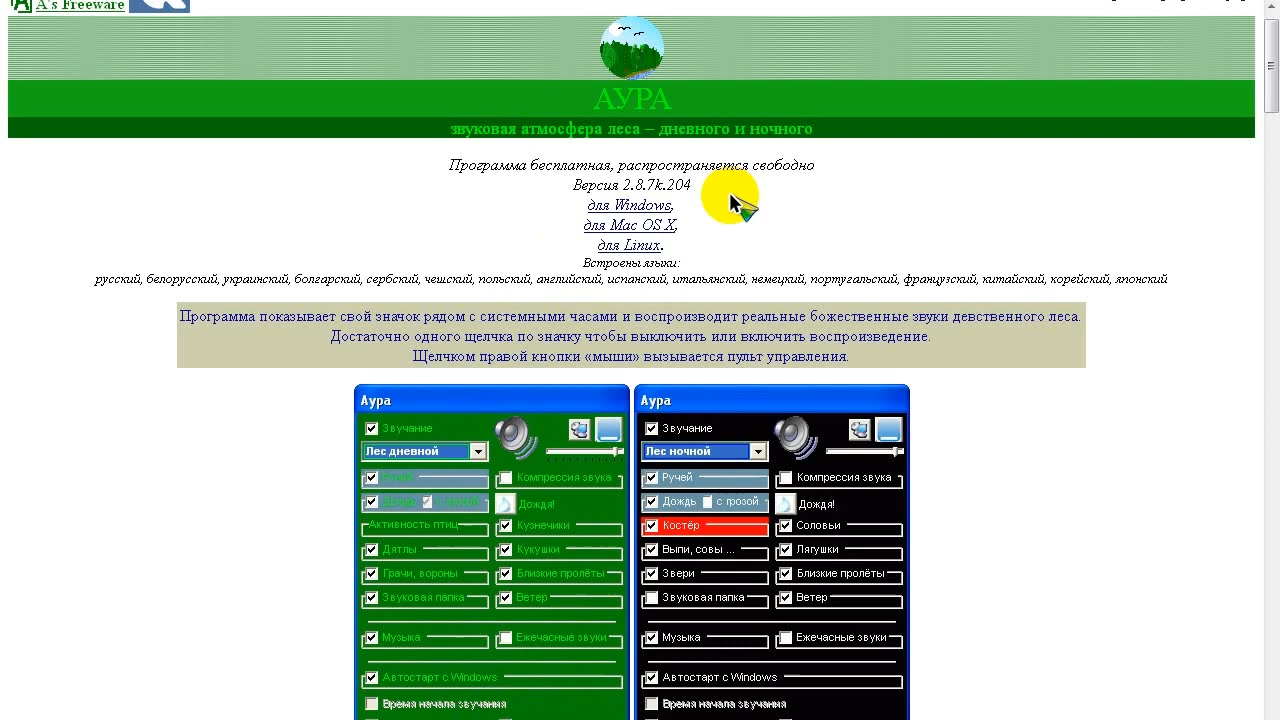 A's Freeware
АУРА
звуковая атмосфера леса – дневного и ночного
Программа бесплатная, распространяется свободно
Версия 2.8.7k.204
для Windows,
для Mac OS X,
для Linux.
Встроены языки:
русский, белорусский, украинский, болгарский, сербский, чешский, польский, английский, испанский, итальянский, немецкий, португальский, французский, китайский, корейский, японский
Программа показывает свой значок рядом с системными часами и воспроизводит реальные божественные звуки девственного леса.
Достаточно одного щелчка по значку чтобы выключить или включить воспроизведение.
Щелчком правой кнопки «мыши» вызывается пульт управления.
Аура
Звучание
Лес дневной
Ручей
Компрессия звука
Дождь с грозой
Дождя!
Активность птиц
Кузнечики
Дятлы
Кукушки
Грачи, вороны
Близкие пролёты
Звуковая папка
Ветер
Музыка
Ежечасные звуки
Автостарт с Windows
Время начала звучания
Аура
Звучание
Лес ночной
Ручей
Компрессия звука
Дождь с грозой
Дождя!
Костёр
Соловьи
Выпи, совы ...
Лягушки
Звери
Близкие пролёты
Звуковая папка
Ветер
Музыка
Ежечасные звуки
Автостарт с Windows
Время начала звучания